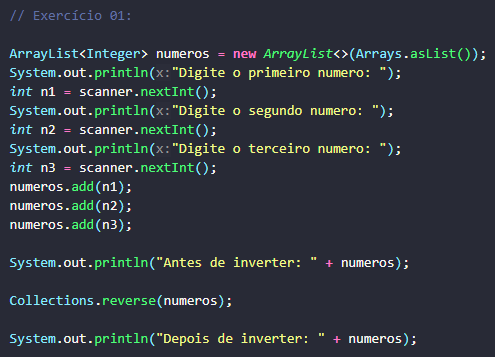 // Exercício 01:
ArrayList<Integer> numeros = new ArrayList<>(Arrays.asList());
System.out.println(x:"Digite o primeiro numero: ");
int n1 = scanner.nextInt();
System.out.println(x:"Digite o segundo numero: ");
int n2 = scanner.nextInt();
System.out.println(x:"Digite o terceiro numero: ");
int n3 = scanner.nextInt();
numeros.add(n1);
numeros.add(n2);
numeros.add(n3);
System.out.println("Antes de inverter: " + numeros);
Collections.reverse(numeros);
System.out.println("Depois de inverter: " + numeros);